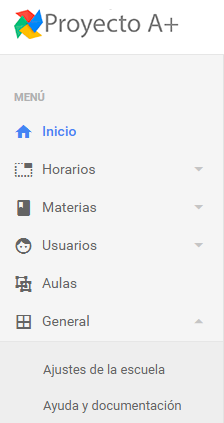 Proyecto A+
MENÚ
Inicio
Horarios
Materias
Usuarios
Aulas
General
Ajustes de la escuela
Ayuda y documentación